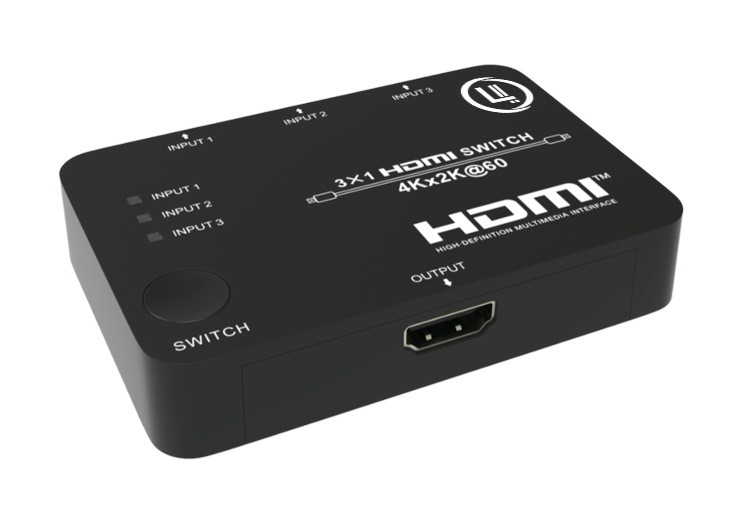 INPUT 1
INPUT 2
INPUT 3
INPUT 1
INPUT 2
INPUT 3
3×1 HDMI SWITCH
4Kx2K@60
HDMI™
HIGH-DEFINITION MULTIMEDIA INTERFACE
OUTPUT
SWITCH